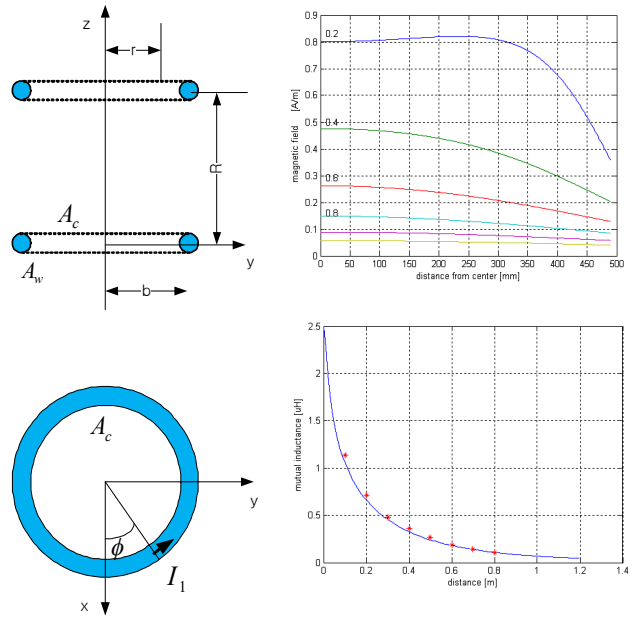 z
r
R
A_c
A_w
y
b
A_c
y
ϕ
I_1
x
magnetic field [A/m]
0.9
0.8
0.7
0.6
0.5
0.4
0.3
0.2
0.1
0
0.2
0.4
0.6
0.8
0 50 100 150 200 250 300 350 400 450 500
distance from center [mm]
mutual inductance [uH]
2.5
2
1.5
1
0.5
0
0 0.2 0.4 0.6 0.8 1 1.2 1.4
distance [m]